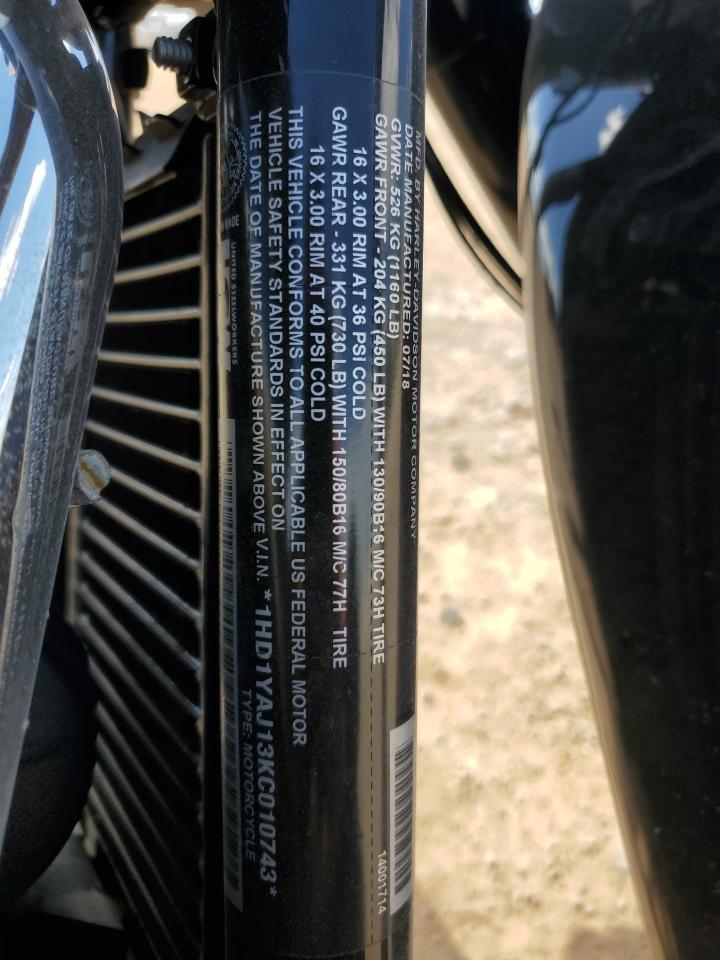 MFD. BY HARLEY-DAVIDSON MOTOR COMPANY
DATE MANUFACTURED: 07/18
GVWR: 526 KG (1160 LB)
GAWR FRONT - 204 KG (450 LB) WITH 130/90B16 M/C 73H TIRE
16 X 3.00 RIM AT 36 PSI COLD
GAWR REAR - 331 KG (730 LB) WITH 150/80B16 M/C 77H TIRE
16 X 3.00 RIM AT 40 PSI COLD
THIS VEHICLE CONFORMS TO ALL APPLICABLE US FEDERAL MOTOR
VEHICLE SAFETY STANDARDS IN EFFECT ON
THE DATE OF MANUFACTURE SHOWN ABOVE V.I.N. *1HD1YAJ13KC010743*
TYPE: MOTORCYCLE
MADE
UNITED STEELWORKERS
14001714